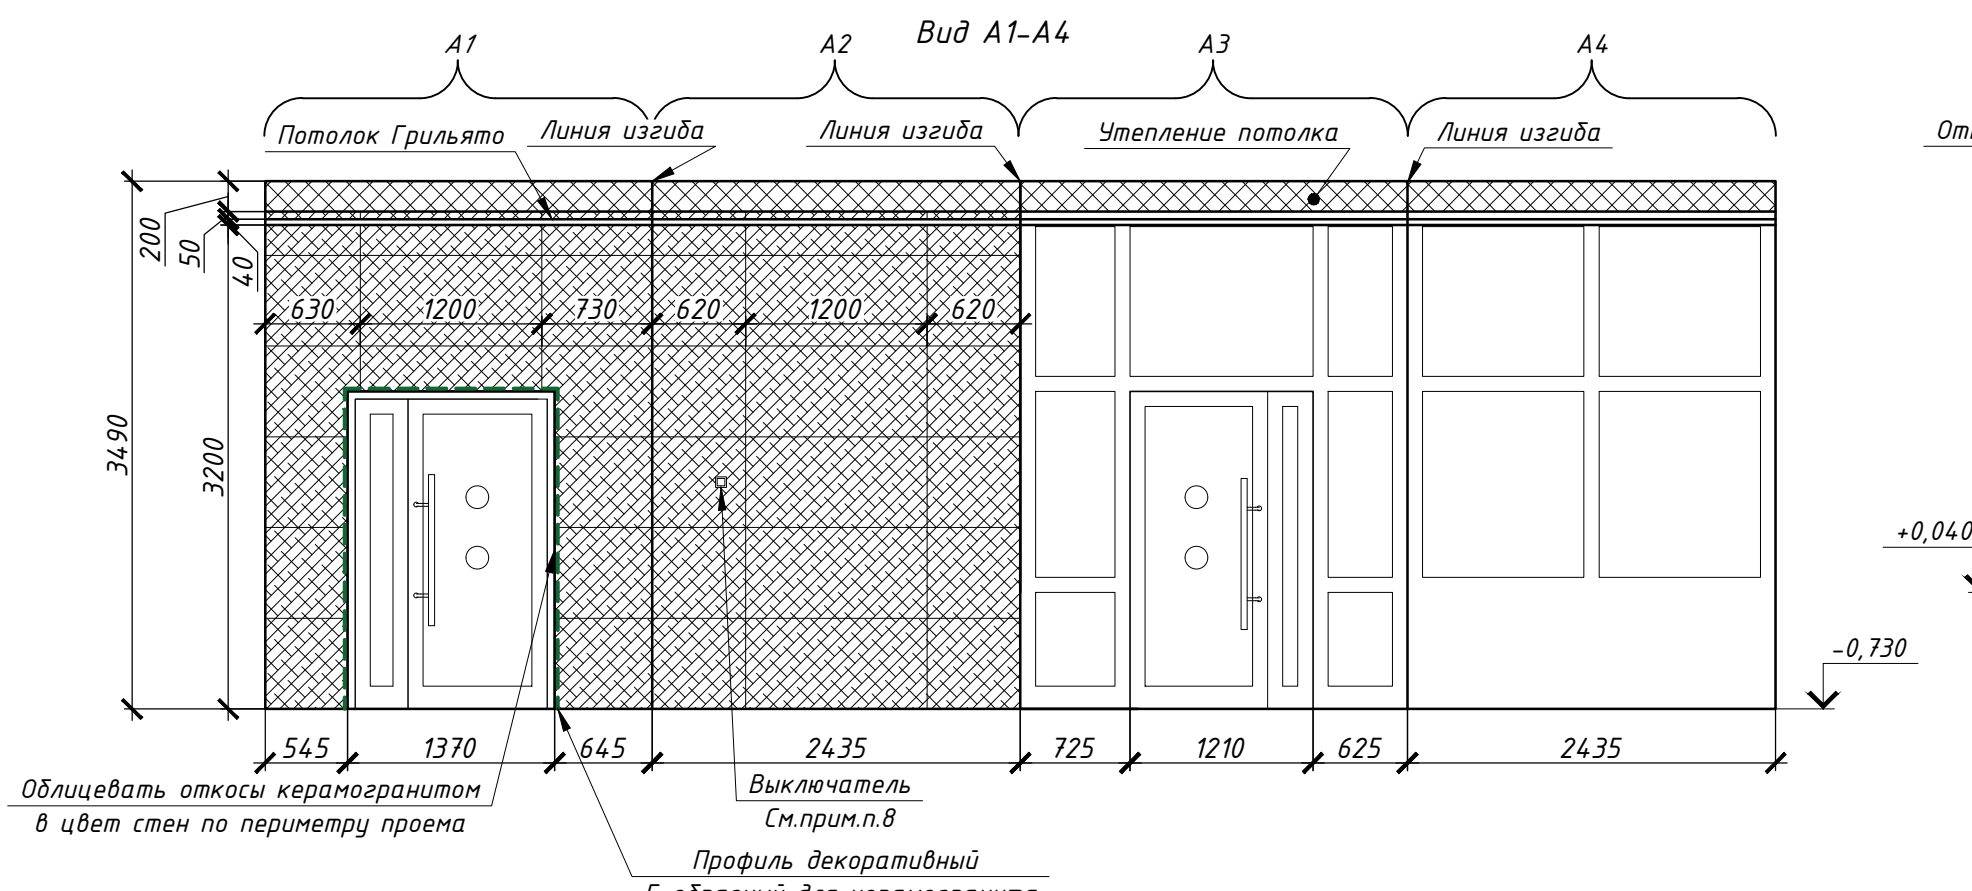 Вид А1-А4
А1
А2
А3
А4
Потолок Грильято
Линия изгиба
Линия изгиба
Утепление потолка
Линия изгиба
200
50
40
630
1200
730
620
1200
620
3490
3200
+0,040
-0,730
545
1370
645
2435
725
1210
625
2435
Облицевать откосы керамогранитом
в цвет стен по периметру проема
Выключатель
См.прим.п.8
Профиль декоративный